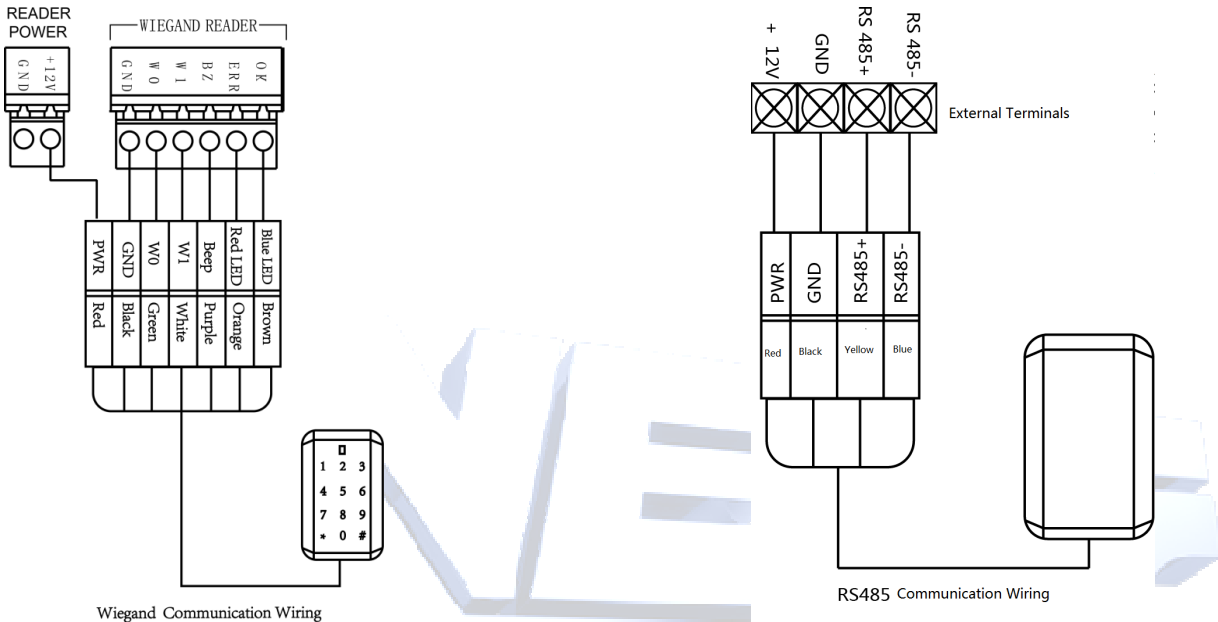 READER
POWER
GND
+12V
WIEGAND READER
GND
W0
W1
BZ
ERR
OK
PWR
GND
W0
W1
Beep
Red LED
Blue LED
Red
Black
Green
White
Purple
Orange
Brown
1 2 3
4 5 6
7 8 9
* 0 #
Wiegand Communication Wiring
+ 12V
GND
RS 485+
RS 485-
External Terminals
PWR
GND
RS485+
RS485-
Red
Black
Yellow
Blue
RS485 Communication Wiring